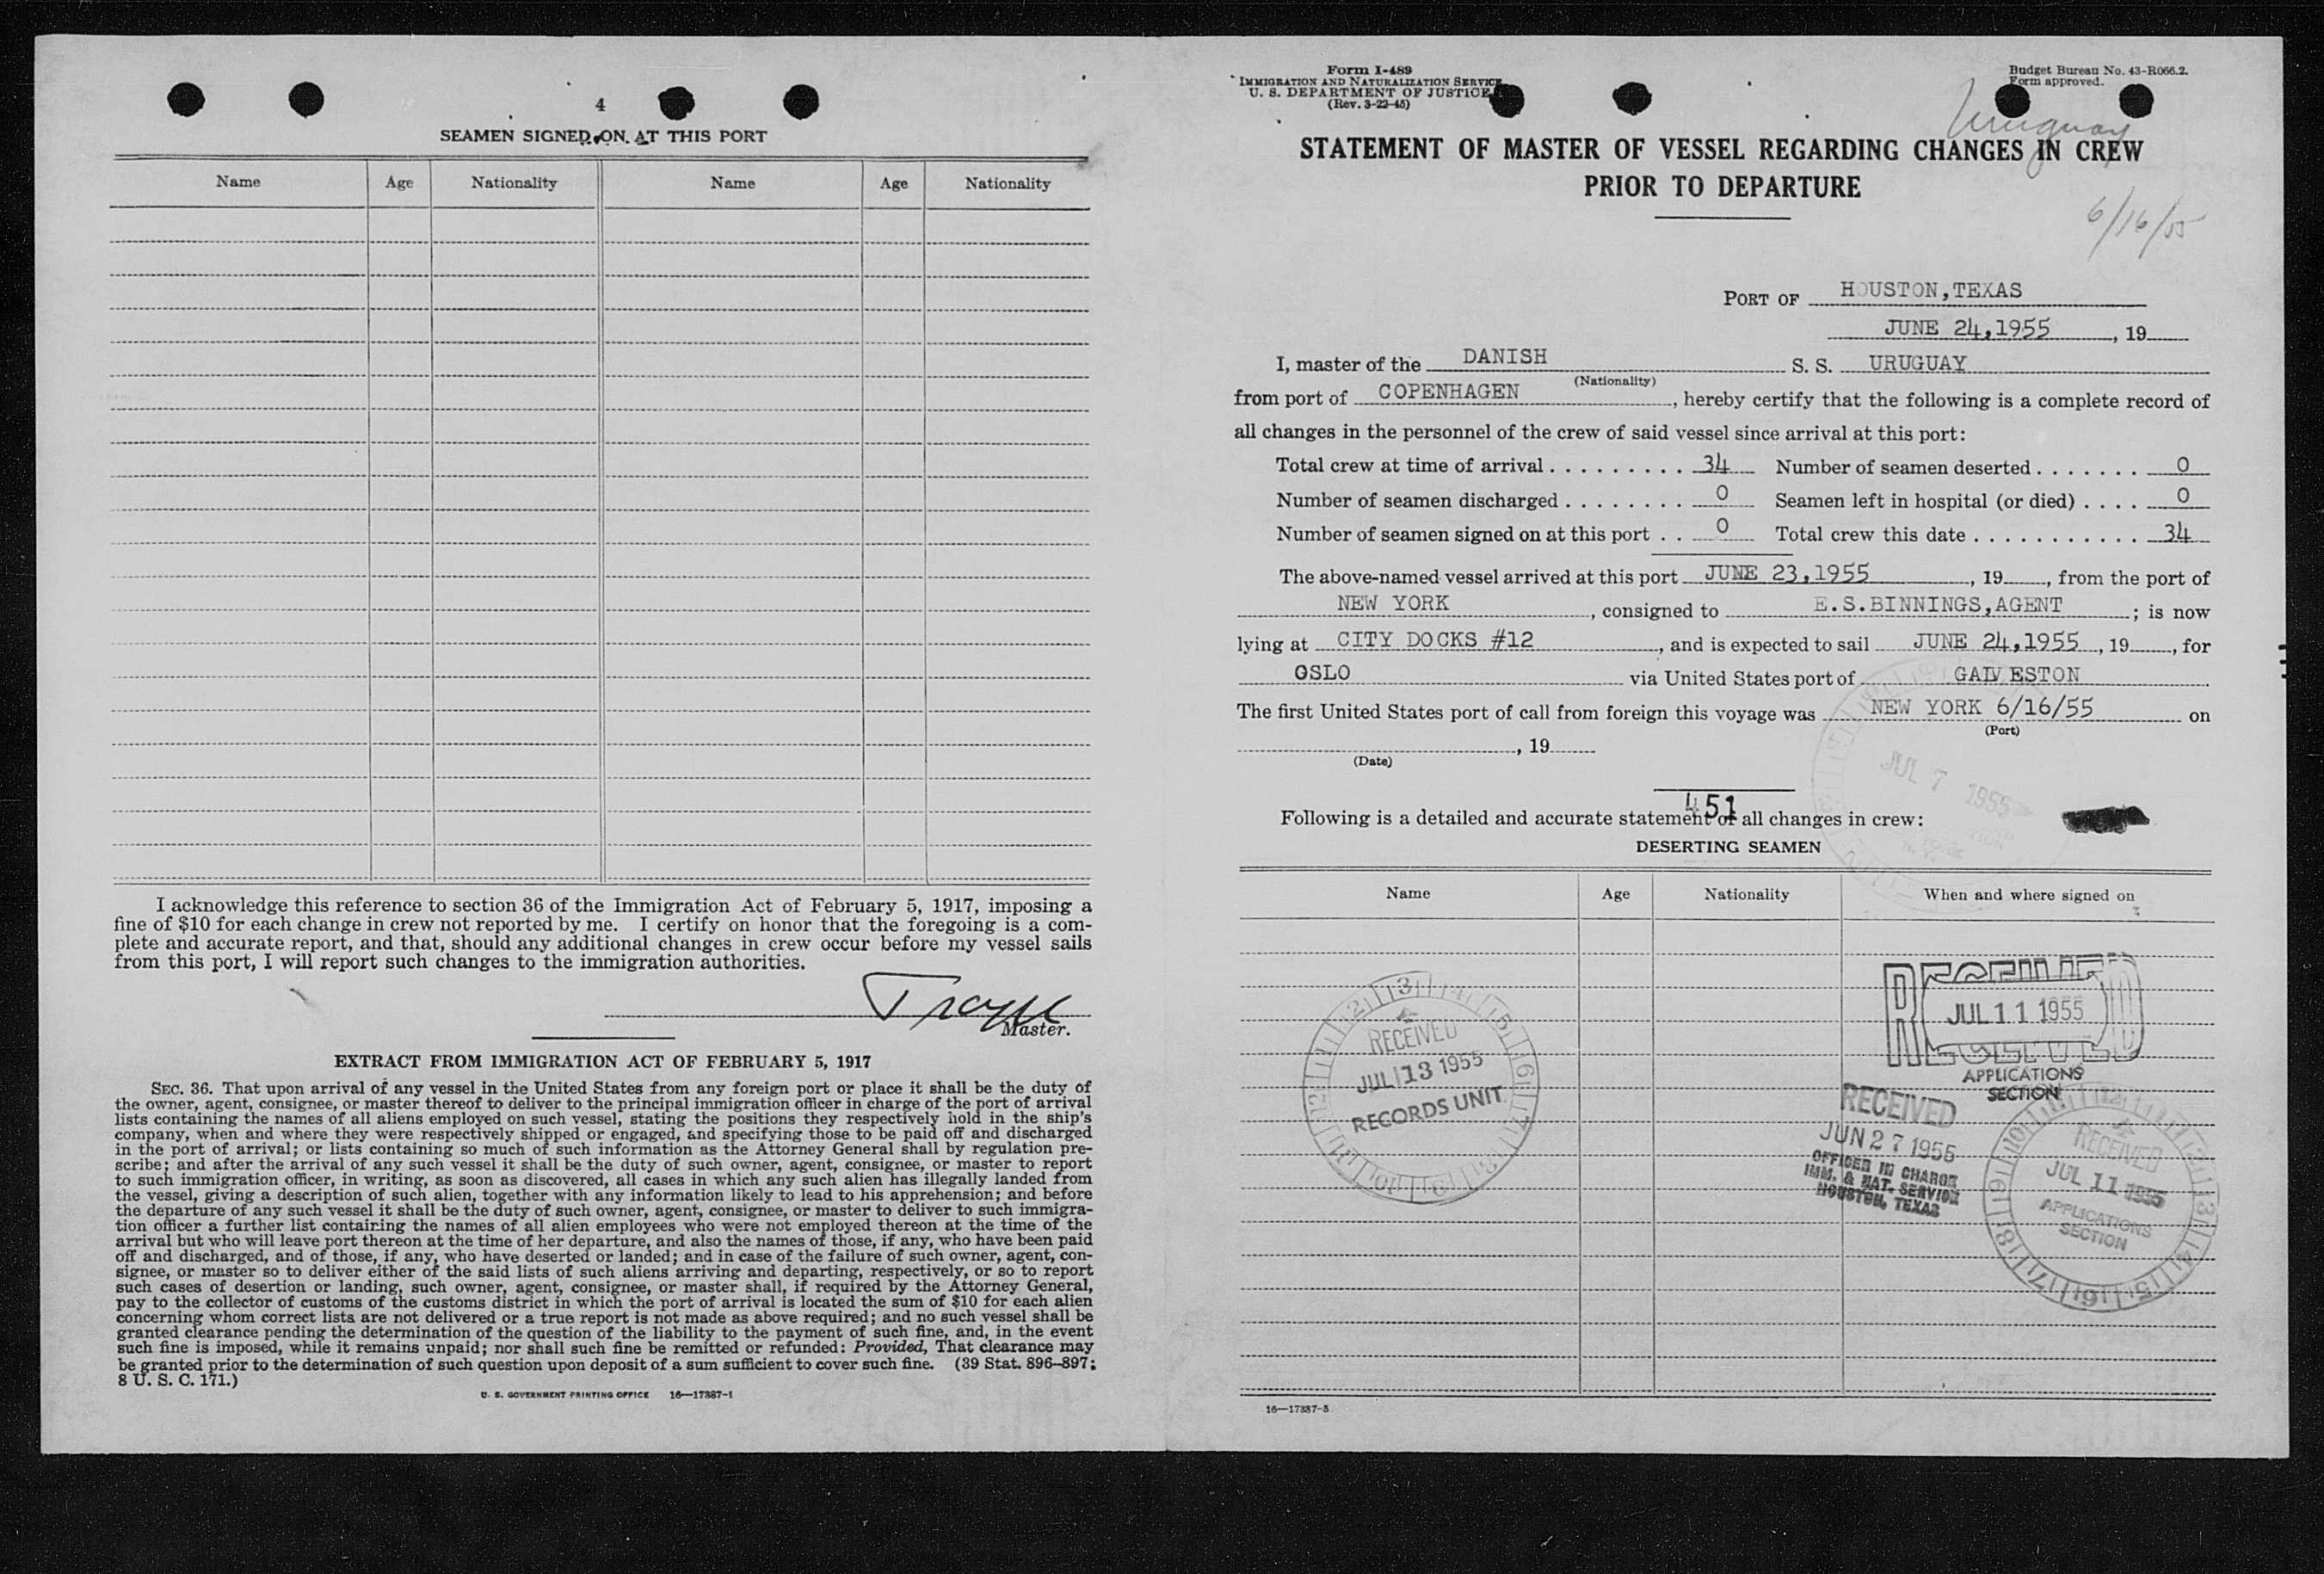 4
SEAMEN SIGNED ON AT THIS PORT
Name Age Nationality Name Age Nationality
I acknowledge this reference to section 36 of the Immigration Act of February 5, 1917, imposing a
fine of $10 for each change in crew not reported by me. I certify on honor that the foregoing is a com-
plete and accurate report, and that, should any additional changes in crew occur before my vessel sails
from this port, I will report such changes to the immigration authorities.
Master.
EXTRACT FROM IMMIGRATION ACT OF FEBRUARY 5, 1917
SEC. 36. That upon arrival of any vessel in the United States from any foreign port or place it shall be the duty of
the owner, agent, consignee, or master thereof to deliver to the principal immigration officer in charge of the port of arrival
lists containing the names of all aliens employed on such vessel, stating the positions they respectively hold in the ship's
company, when and where they were respectively shipped or engaged, and specifying those to be paid off and discharged
in the port of arrival; or lists containing so much of such information as the Attorney General shall by regulation pre-
scribe; and after the arrival of any such vessel it shall be the duty of such owner, agent, consignee, or master to report
to such immigration officer, in writing, as soon as discovered, all cases in which any such alien has illegally landed from
the vessel, giving a description of such alien, together with any information likely to lead to his apprehension; and before
the departure of any such vessel it shall be the duty of such owner, agent, consignee, or master to deliver to such immigra-
tion officer a further list containing the names of all alien employees who were not employed thereon at the time of the
arrival but who will leave port thereon at the time of her departure, and also the names of those, if any, who have been paid
off and discharged, and of those, if any, who have deserted or landed; and in case of the failure of such owner, agent, con-
signee, or master so to deliver either of the said lists of such aliens arriving and departing, respectively, or so to report
such cases of desertion or landing, such owner, agent, consignee, or master shall, if required by the Attorney General,
pay to the collector of customs of the customs district in which the port of arrival is located the sum of $10 for each alien
concerning whom correct lists are not delivered or a true report is not made as above required; and no such vessel shall be
granted clearance pending the determination of the question of the liability to the payment of such fine, and, in the event
such fine is imposed, while it remains unpaid; nor shall such fine be remitted or refunded: Provided, That clearance may
be granted prior to the determination of such question upon deposit of a sum sufficient to cover such fine. (39 Stat. 896-897;
8 U. S. C. 171.)
U. S. GOVERNMENT PRINTING OFFICE 16—17387-1
Form I-489
IMMIGRATION AND NATURALIZATION SERVICE
U. S. DEPARTMENT OF JUSTICE
(Rev. 3-22-45)
Budget Bureau No. 43-R066.2.
Form approved.
Uruguay
STATEMENT OF MASTER OF VESSEL REGARDING CHANGES IN CREW
PRIOR TO DEPARTURE
6/16/55
PORT OF HOUSTON,TEXAS
JUNE 24,1955, 19
I, master of the DANISH S. S. URUGUAY
(Nationality)
from port of COPENHAGEN, hereby certify that the following is a complete record of
all changes in the personnel of the crew of said vessel since arrival at this port:
Total crew at time of arrival . . . . . . . . . 34 Number of seamen deserted . . . . . . . 0
Number of seamen discharged . . . . . . . . 0 Seamen left in hospital (or died) . . . . 0
Number of seamen signed on at this port . . 0 Total crew this date . . . . . . . . . . . . 34
The above-named vessel arrived at this port JUNE 23,1955, 19, from the port of
NEW YORK, consigned to E.S.BINNINGS,AGENT; is now
lying at CITY DOCKS #12, and is expected to sail JUNE 24,1955, 19, for
OSLO via United States port of GALVESTON
The first United States port of call from foreign this voyage was NEW YORK 6/16/55 on
(Port)
, 19
(Date)
JUL 7 1955
451
Following is a detailed and accurate statement of all changes in crew:
DESERTING SEAMEN
Name Age Nationality When and where signed on
RECEIVED
JUL 13 1955
RECORDS UNIT
RECEIVED
JUL 11 1955
RECEIVED
APPLICATIONS
SECTION
RECEIVED
JUN 27 1955
OFFICER IN CHARGE
IMM. & NAT. SERVICE
HOUSTON, TEXAS
RECEIVED
JUL 11 1955
APPLICATIONS
SECTION
16—17387-5